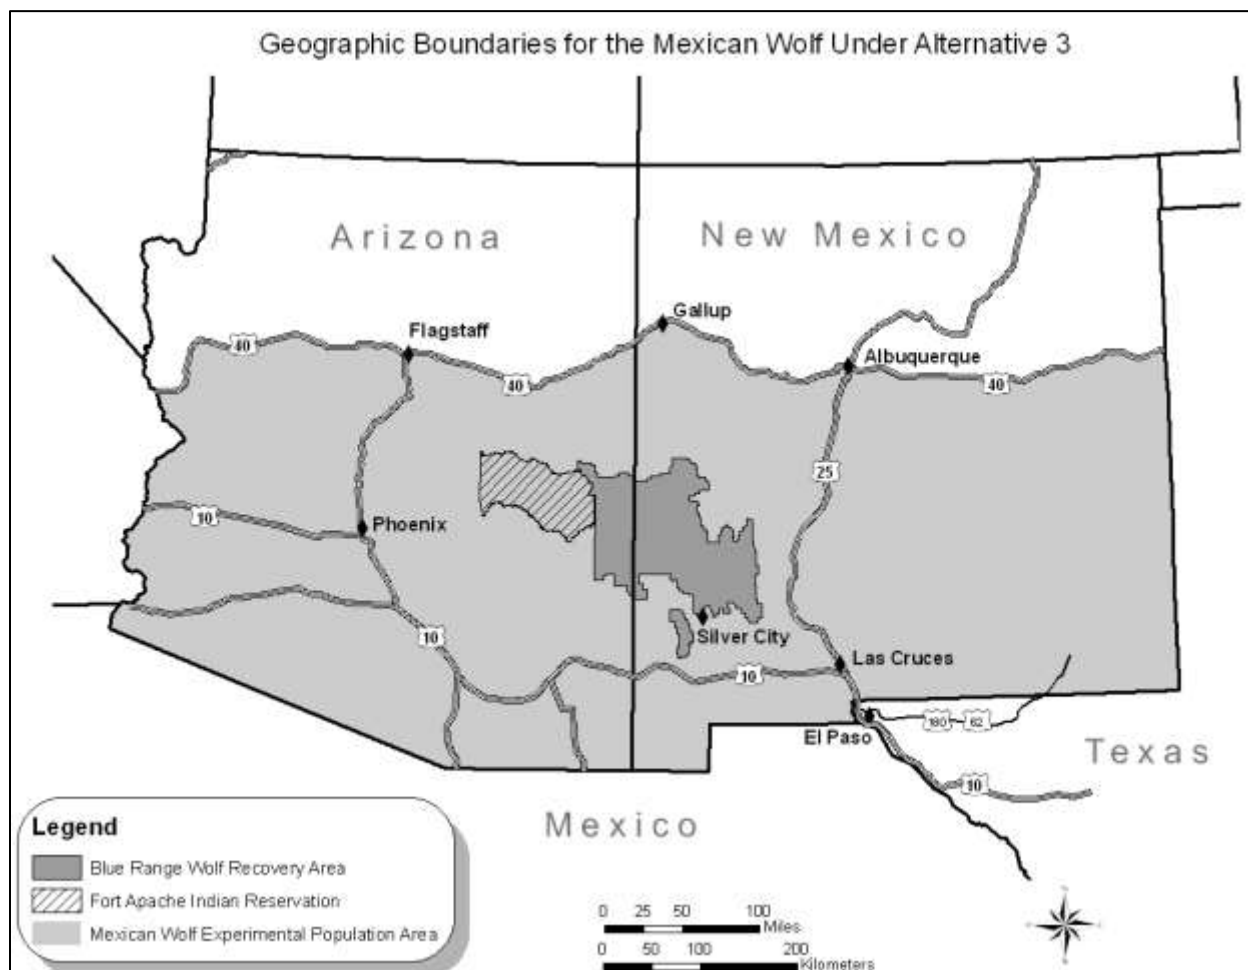 Geographic Boundaries for the Mexican Wolf Under Alternative 3
Arizona
New Mexico
Gallup
Flagstaff
40
Albuquerque
40
40
25
10
Phoenix
Silver City
10
Las Cruces
10
180
62
El Paso
Texas
10
Mexico
Legend
Blue Range Wolf Recovery Area
Fort Apache Indian Reservation
Mexican Wolf Experimental Population Area
0 25 50 100
Miles
0 50 100 200
Kilometers